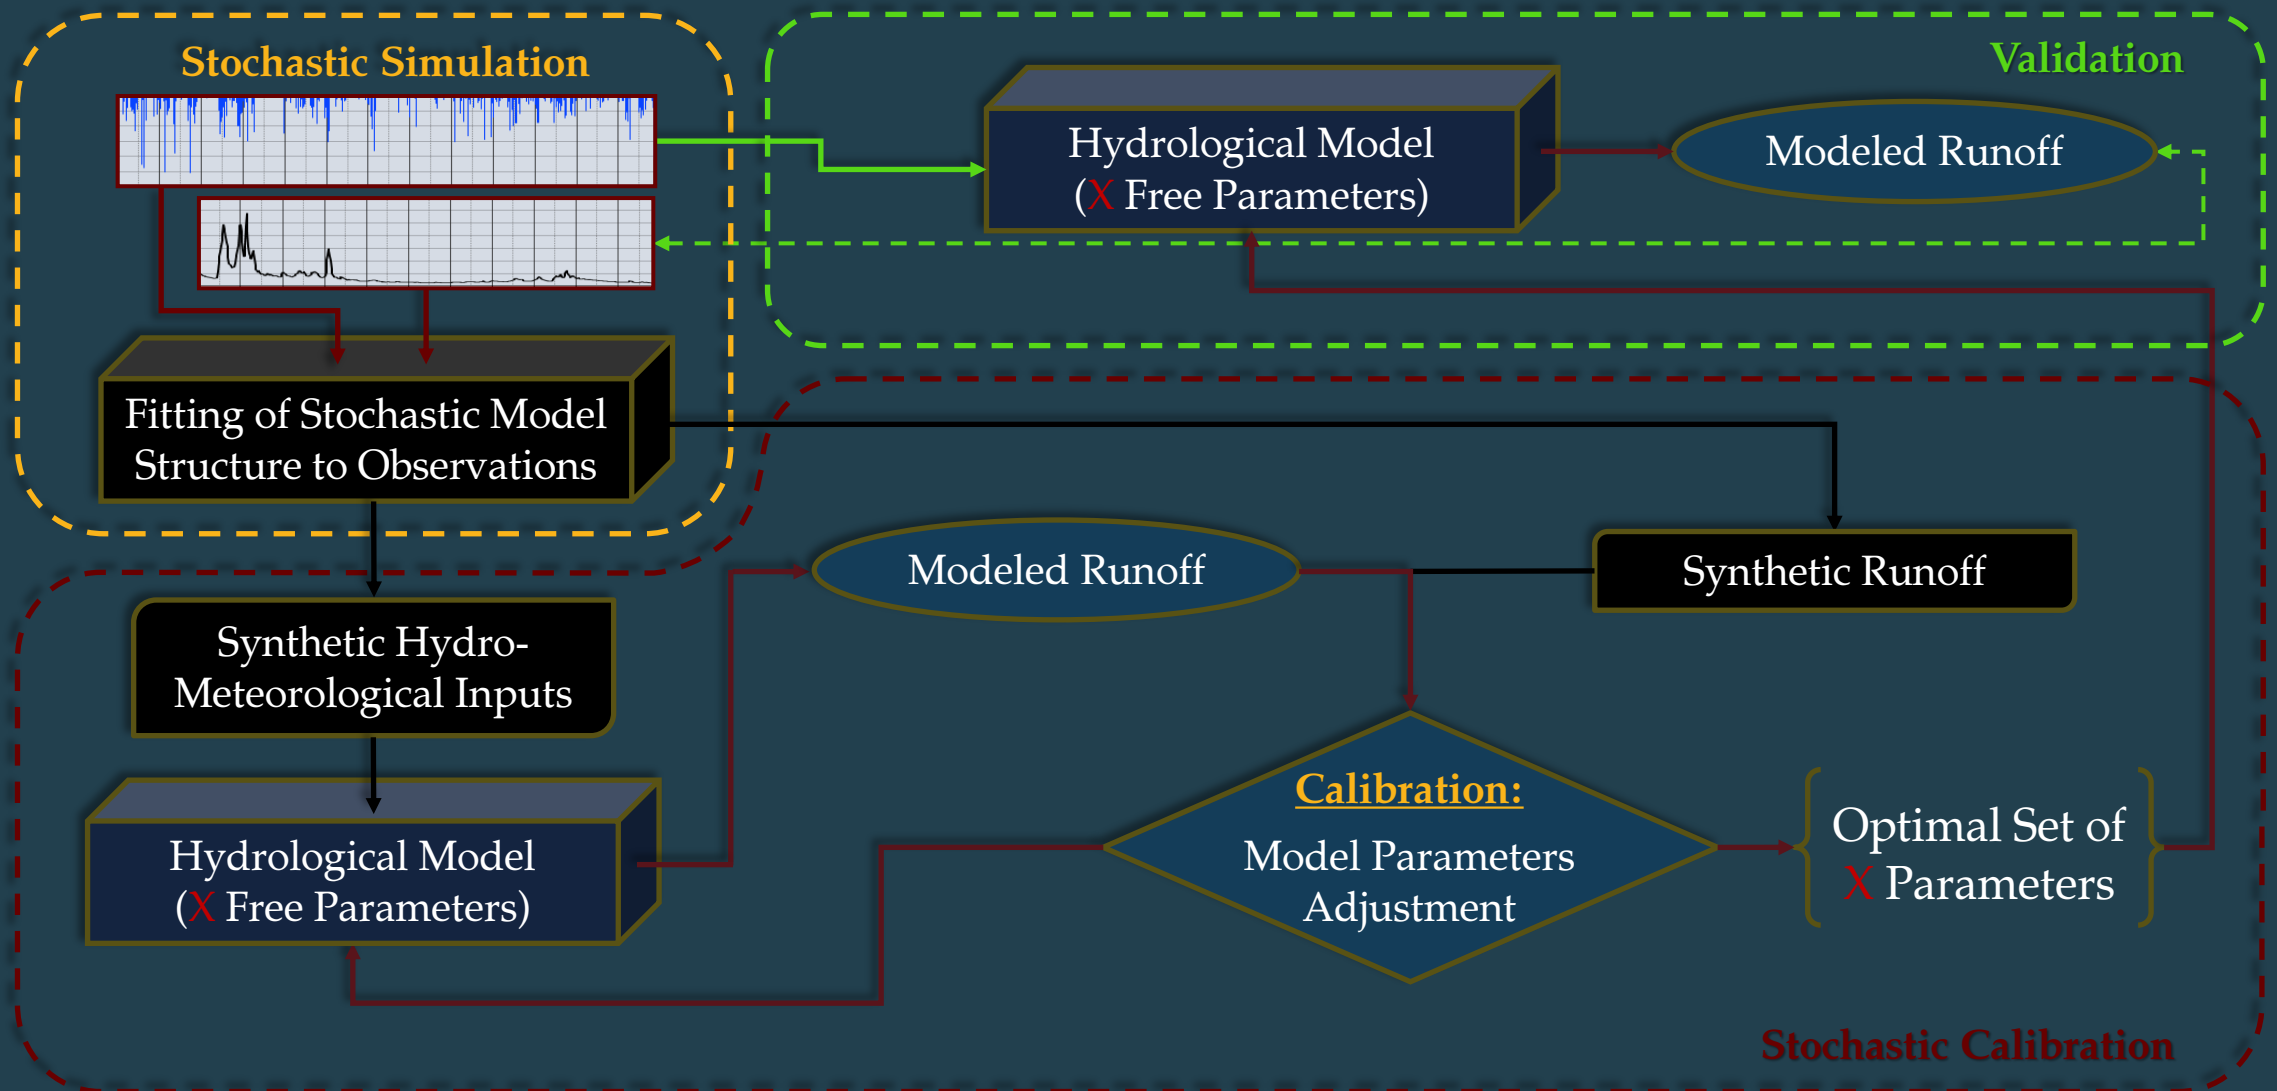 Stochastic Simulation
Validation
Hydrological Model
(X Free Parameters)
Modeled Runoff
Fitting of Stochastic Model
Structure to Observations
Modeled Runoff
Synthetic Runoff
Synthetic Hydro-
Meteorological Inputs
Hydrological Model
(X Free Parameters)
Calibration:
Model Parameters
Adjustment
Optimal Set of
X Parameters
Stochastic Calibration